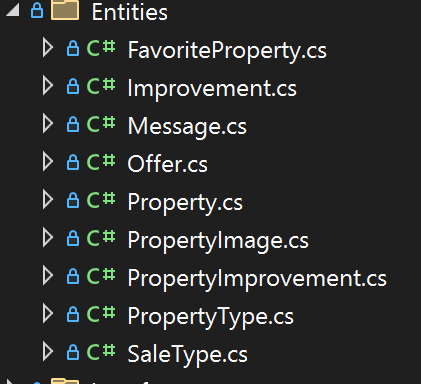 Entities
C# FavoriteProperty.cs
C# Improvement.cs
C# Message.cs
C# Offer.cs
C# Property.cs
C# PropertyImage.cs
C# PropertyImprovement.cs
C# PropertyType.cs
C# SaleType.cs